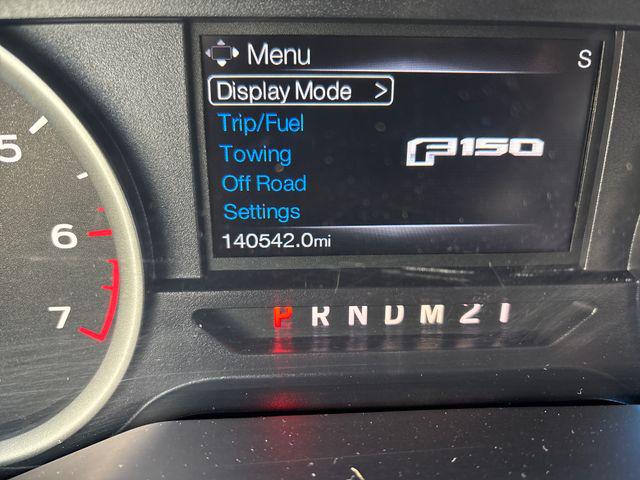 Menu
S
Display Mode >
Trip/Fuel
Towing
F150
Off Road
Settings
140542.0mi
5
6
7
P R N D M 2 1